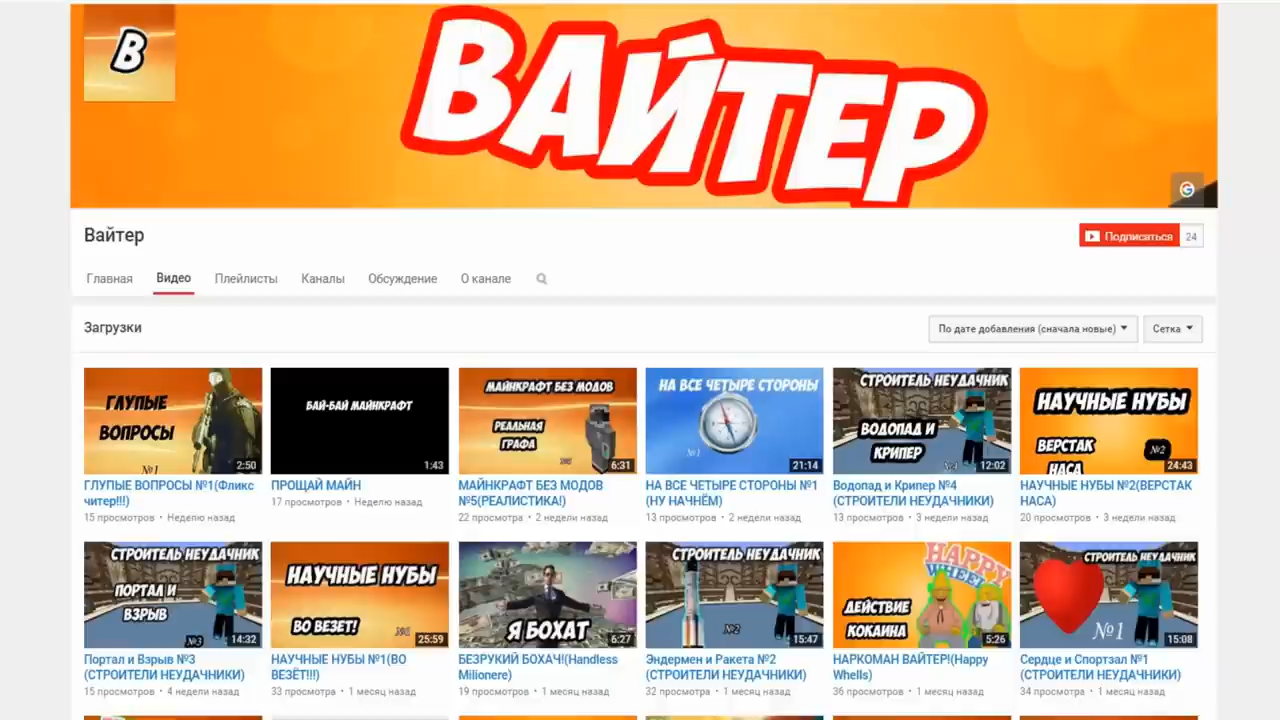 В
ВАЙТЕР
Вайтер
Подписаться 24
Главная Видео Плейлисты Каналы Обсуждение О канале
Загрузки
По дате добавления (сначала новые) Сетка
ГЛУПЫЕ
ВОПРОСЫ
№1
2:50
БАЙ-БАЙ МАЙНКРАФТ
1:43
МАЙНКРАФТ БЕЗ МОДОВ
РЕАЛЬНАЯ
ГРАФА
№5
6:31
НА ВСЕ ЧЕТЫРЕ СТОРОНЫ
№1
21:14
СТРОИТЕЛЬ НЕУДАЧНИК
ВОДОПАД И
КРИПЕР
№4
12:02
НАУЧНЫЕ НУБЫ
ВЕРСТАК
НАСА
№2
24:43
ГЛУПЫЕ ВОПРОСЫ №1(Фликс
читер!!!)
15 просмотров • Неделю назад
ПРОЩАЙ МАЙН
17 просмотров • Неделю назад
МАЙНКРАФТ БЕЗ МОДОВ
№5(РЕАЛИСТИКА!)
22 просмотра • 2 недели назад
НА ВСЕ ЧЕТЫРЕ СТОРОНЫ №1
(НУ НАЧНЁМ)
13 просмотров • 2 недели назад
Водопад и Крипер №4
(СТРОИТЕЛИ НЕУДАЧНИКИ)
13 просмотров • 3 недели назад
НАУЧНЫЕ НУБЫ №2(ВЕРСТАК
НАСА)
20 просмотров • 3 недели назад
СТРОИТЕЛЬ НЕУДАЧНИК
ПОРТАЛ И
ВЗРЫВ
№3
14:32
НАУЧНЫЕ НУБЫ
ВО ВЕЗЕТ!
№1
25:59
Я БОХАТ
6:27
СТРОИТЕЛЬ НЕУДАЧНИК
№2
15:47
HAPPY
WHEELS
ДЕЙСТВИЕ
КОКАИНА
5:26
СТРОИТЕЛЬ НЕУДАЧНИК
№1
15:08
Портал и Взрыв №3
(СТРОИТЕЛИ НЕУДАЧНИКИ)
15 просмотров • 4 недели назад
НАУЧНЫЕ НУБЫ №1(ВО
ВЕЗЁТ!!!)
33 просмотра • 1 месяц назад
БЕЗРУКИЙ БОХАЧ!(Handless
Milionere)
19 просмотров • 1 месяц назад
Эндермен и Ракета №2
(СТРОИТЕЛИ НЕУДАЧНИКИ)
32 просмотра • 1 месяц назад
НАРКОМАН ВАЙТЕР!(Happy
Whells)
36 просмотров • 1 месяц назад
Сердце и Спортзал №1
(СТРОИТЕЛИ НЕУДАЧНИКИ)
34 просмотра • 1 месяц назад